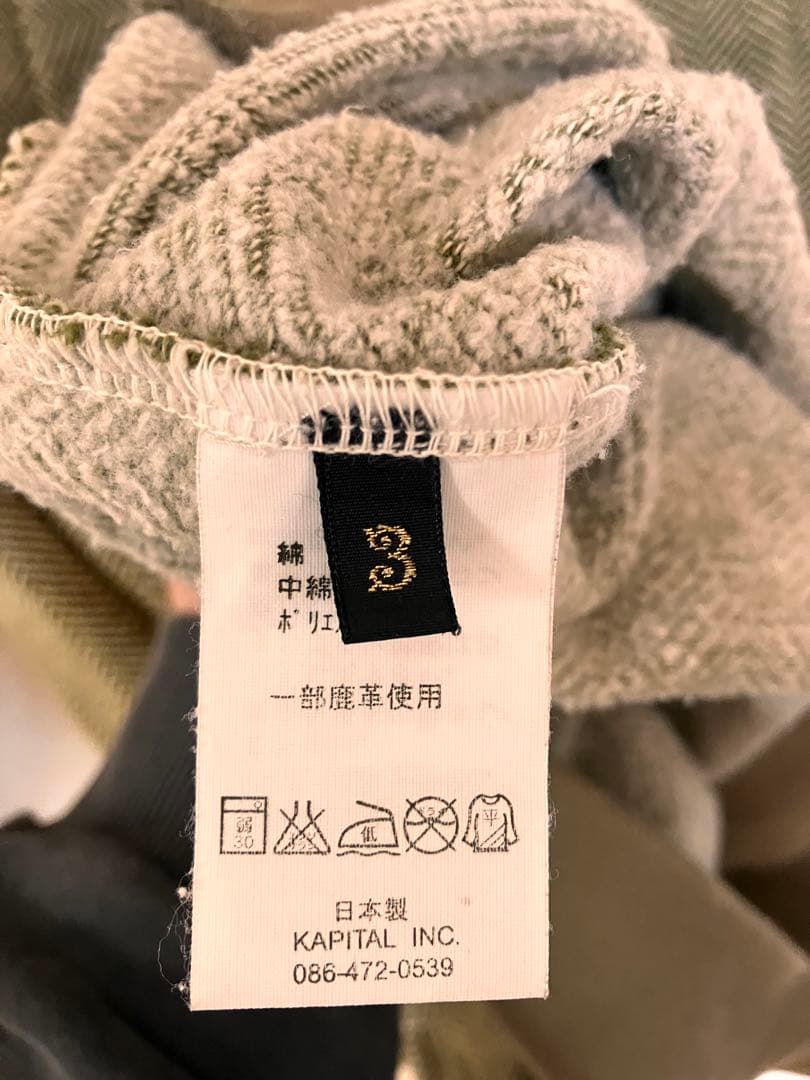 3
綿
中綿
ポリエ
一部鹿革使用
弱
30
低
平
日本製
KAPITAL INC.
086-472-0539